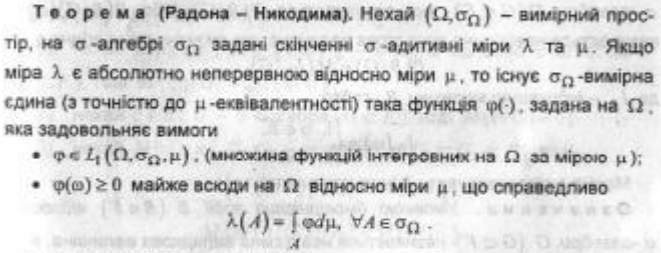 Теорема (Радона – Никодима). Нехай (Ω,σ_Ω) – вимірний прос-
тір, на σ-алгебрі σ_Ω задані скінченні σ-адитивні міри λ та μ. Якщо
міра λ є абсолютно неперервною відносно міри μ, то існує σ_Ω-вимірна
єдина (з точністю до μ-еквівалентності) така функція φ(·), задана на Ω,
яка задовольняє вимоги
• φ ∈ L₁(Ω,σ_Ω,μ), (множина функцій інтегровних на Ω за мірою μ);
• φ(ω) ≥ 0 майже всюди на Ω відносно міри μ, що справедливо
λ(A) = ∫_A φdμ, ∀A ∈ σ_Ω .